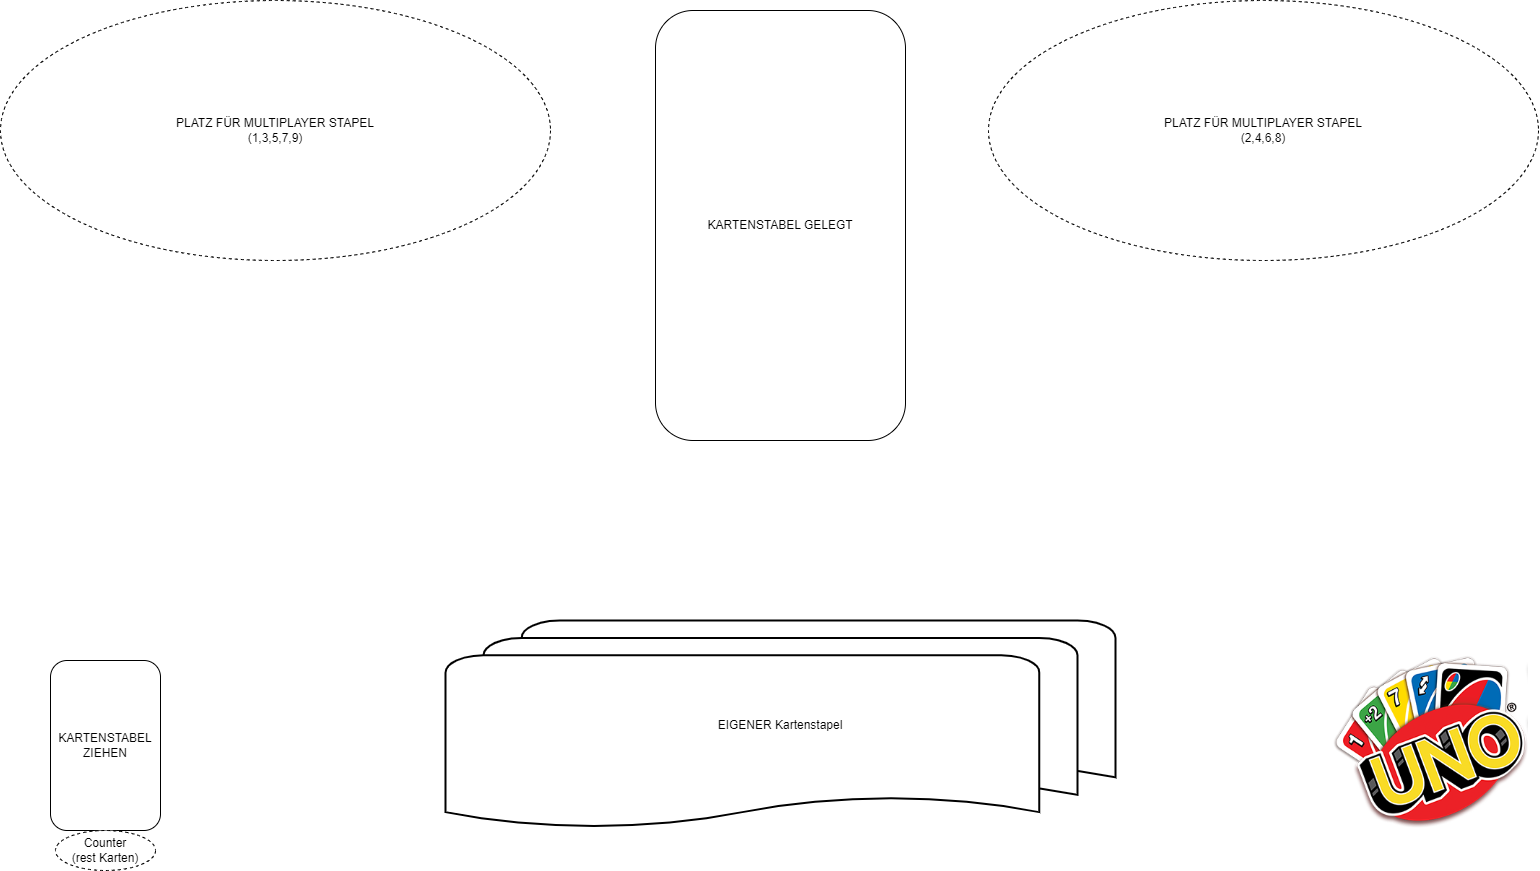 PLATZ FÜR MULTIPLAYER STAPEL
(1,3,5,7,9)
KARTENSTABEL GELEGT
PLATZ FÜR MULTIPLAYER STAPEL
(2,4,6,8)
KARTENSTABEL
ZIEHEN
Counter
(rest Karten)
EIGENER Kartenstapel
1
+2
7
UNO®